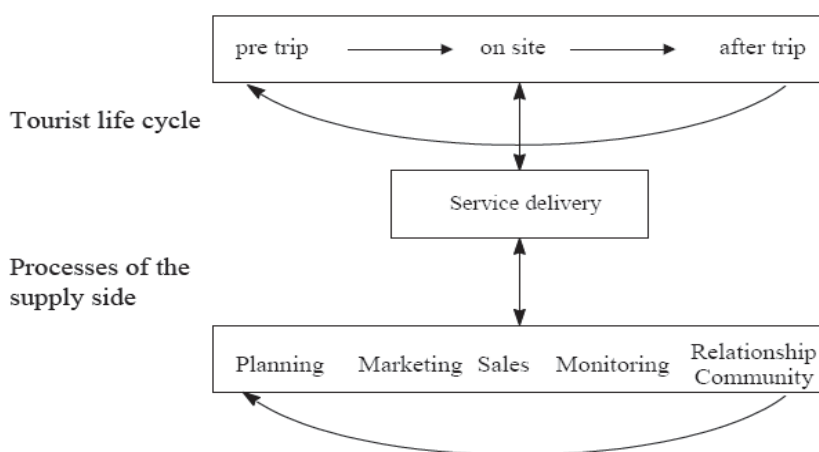 pre trip on site after trip
Tourist life cycle
Service delivery
Processes of the
supply side
Planning Marketing Sales Monitoring Relationship
Community